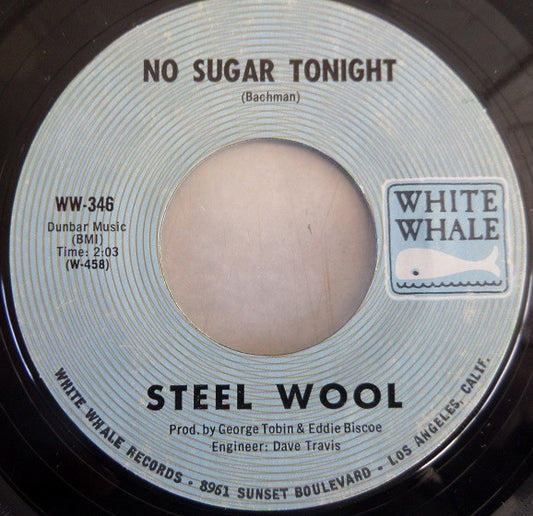 NO SUGAR TONIGHT
(Bachman)
WW-346
Dunbar Music
(BMI)
Time: 2:03
(W-458)
WHITE
WHALE
STEEL WOOL
Prod. by George Tobin & Eddie Biscoe
Engineer: Dave Travis
WHITE WHALE RECORDS • 8961 SUNSET BOULEVARD • LOS ANGELES, CALIF.